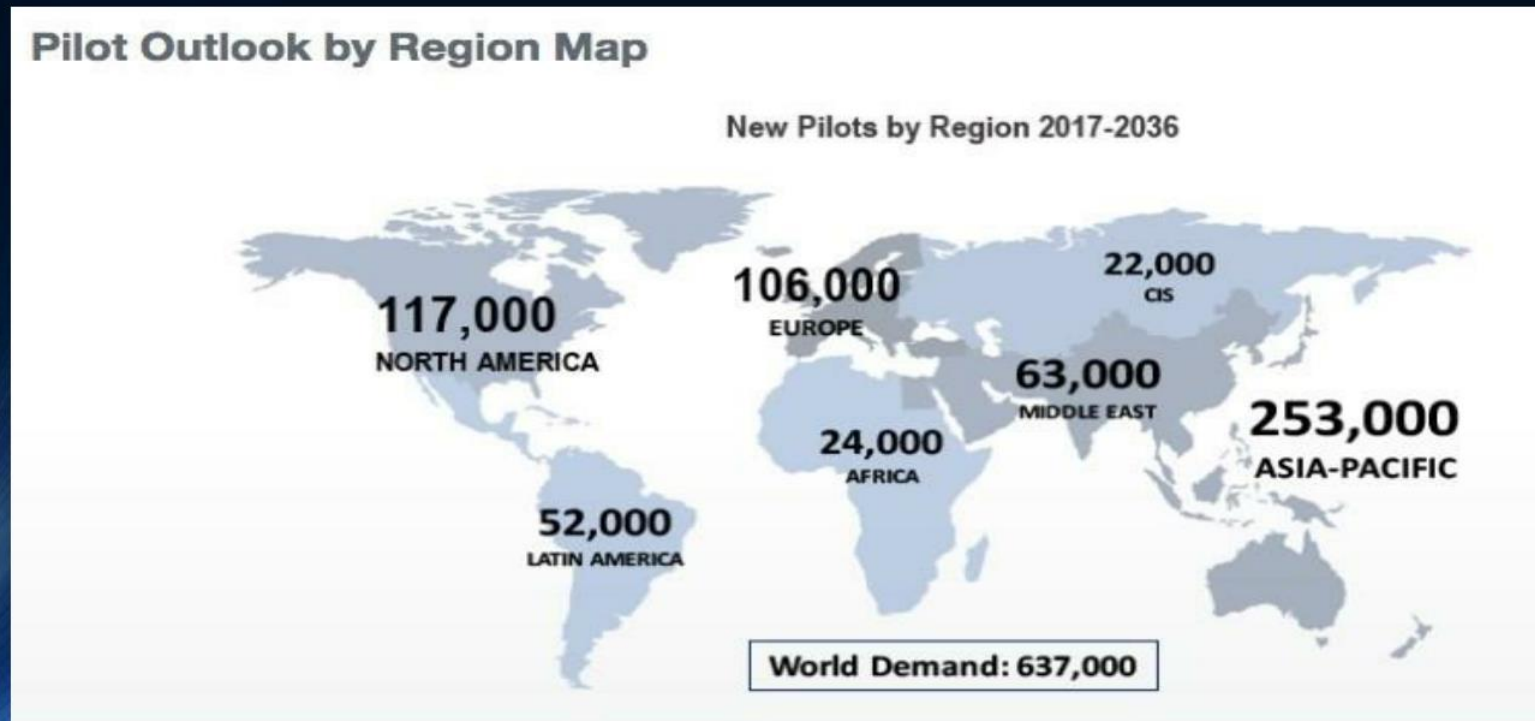 Pilot Outlook by Region Map
New Pilots by Region 2017-2036
117,000
NORTH AMERICA
106,000
EUROPE
22,000
CIS
63,000
MIDDLE EAST
253,000
ASIA-PACIFIC
24,000
AFRICA
52,000
LATIN AMERICA
World Demand: 637,000